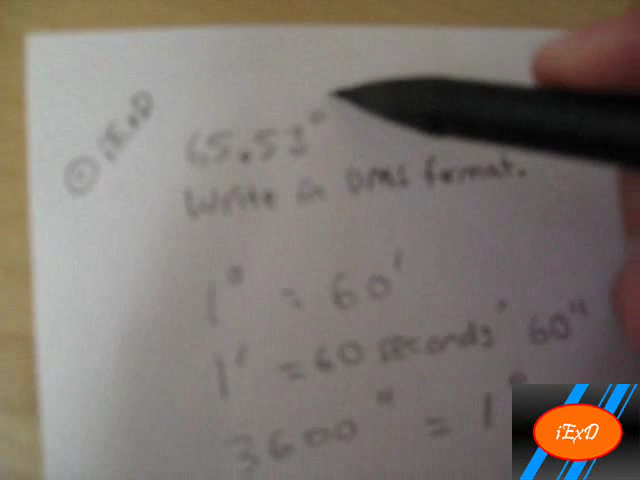 © iExD
65.53°
Write in DMS format.
1° = 60'
1' = 60 seconds 60"
3600" = 1°
iExD